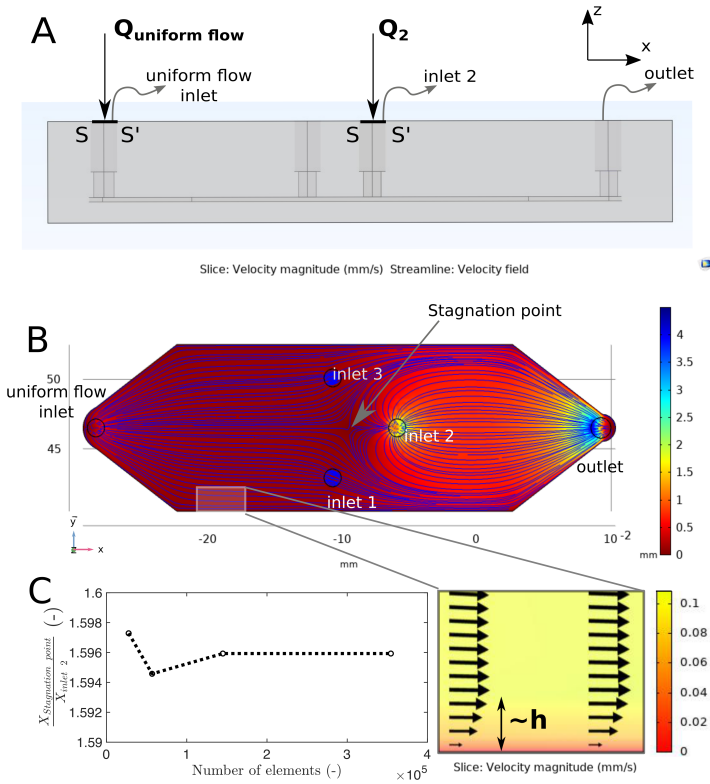 A
Q uniform flow
Q2
z
x
uniform flow
inlet
inlet 2
outlet
S S'
S S'
Slice: Velocity magnitude (mm/s) Streamline: Velocity field
B
Stagnation point
50
45
uniform flow
inlet
inlet 3
inlet 2
inlet 1
outlet
4
3.5
3
2.5
2
1.5
1
0.5
0
y
z
x
-20
-10
0
10
-2
mm
mm
C
1.6
1.598
1.596
1.594
1.592
1.59
X Stagnation point / X inlet 2 (-)
0
1
2
3
4
×10^5
Number of elements (-)
~h
0.1
0.08
0.06
0.04
0.02
0
Slice: Velocity magnitude (mm/s)